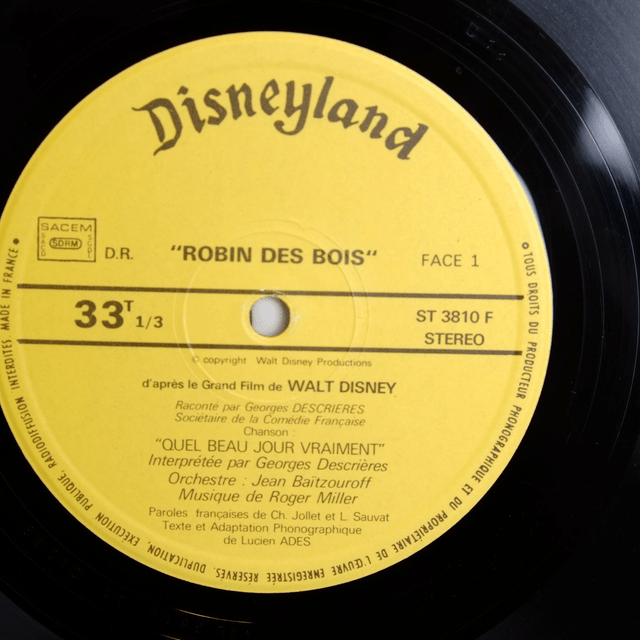 Disneyland
SACEM
SDRM
D.R.
"ROBIN DES BOIS"
FACE 1
33T 1/3
ST 3810 F
STEREO
© copyright Walt Disney Productions
d'après le Grand Film de WALT DISNEY
Raconté par Georges DESCRIERES
Sociétaire de la Comédie Française
Chanson :
"QUEL BEAU JOUR VRAIMENT"
Interprétée par Georges Descrières
Orchestre : Jean Baïtzouroff
Musique de Roger Miller
Paroles françaises de Ch. Jollet et L. Sauvat
Texte et Adaptation Phonographique
de Lucien ADES
• TOUS DROITS DU PRODUCTEUR PHONOGRAPHIQUE ET DU PROPRIÉTAIRE DE L'ŒUVRE ENREGISTRÉE RÉSERVÉS. DUPLICATION, EXÉCUTION PUBLIQUE, RADIODIFFUSION INTERDITES. MADE IN FRANCE •